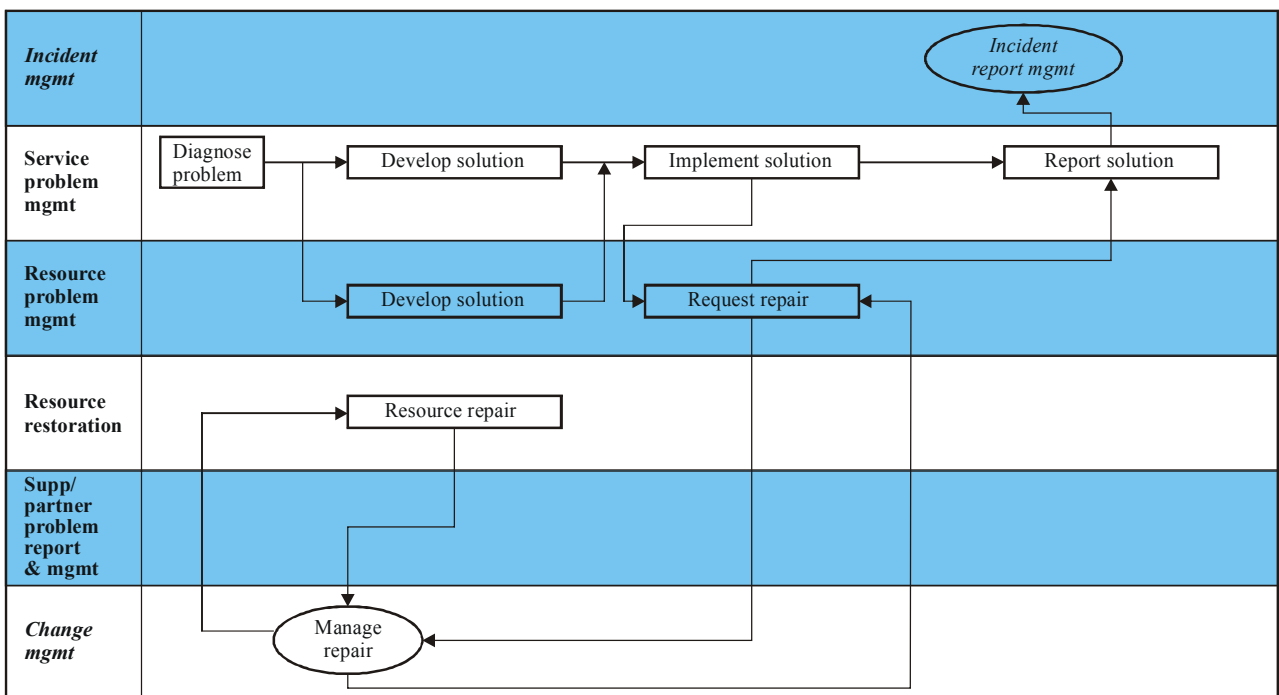 Incident
mgmt
Incident
report mgmt
Service
problem
mgmt
Diagnose
problem
Develop solution
Implement solution
Report solution
Resource
problem
mgmt
Develop solution
Request repair
Resource
restoration
Resource repair
Supp/
partner
problem
report
& mgmt
Change
mgmt
Manage
repair